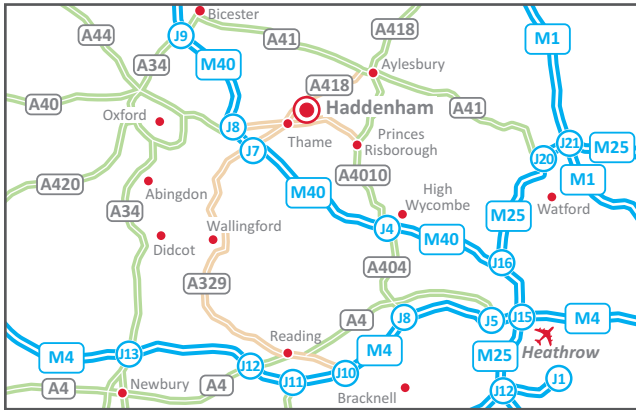 Bicester
A44
J9
A34
M40
A41
A418
M1
Aylesbury
A418
A40
Oxford
Haddenham
A41
J8
Thame
J7
Princes
Risborough
J21
M25
J20
A420
Abingdon
A4010
M40
M1
A34
High
Wycombe
Watford
M25
Wallingford
Didcot
J4
M40
J16
A404
A329
J8
J5
J15
M4
A4
Heathrow
M4
J13
Reading
M4
M25
J12
J10
J11
A4
A4
Newbury
Bracknell
J12
J1